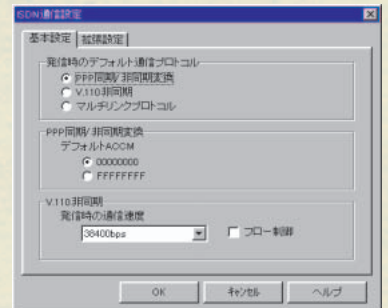 ISDN通信設定
基本設定 拡張設定
発信時のデフォルト通信プロトコル
PPP同期/非同期変換
V.110非同期
マルチリンクプロトコル
PPP同期/非同期変換
デフォルトACCM
00000000
FFFFFFFF
V.110非同期
発信時の通信速度
38400bps フロー制御
OK キャンセル ヘルプ